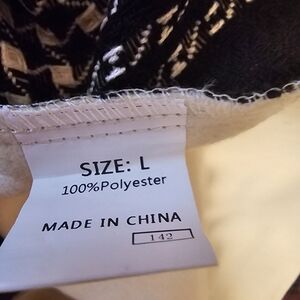 SIZE: L
100%Polyester
MADE IN CHINA
142